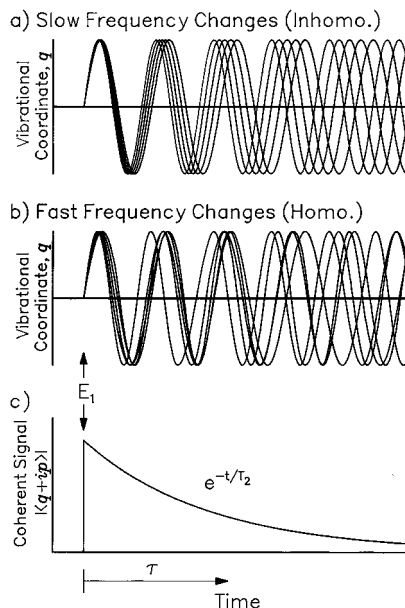 a) Slow Frequency Changes (Inhomo.)
Vibrational
Coordinate, q
b) Fast Frequency Changes (Homo.)
Vibrational
Coordinate, q
E₁
c)
Coherent Signal
|⟨q+ip⟩|
e^{-t/T₂}
τ
Time